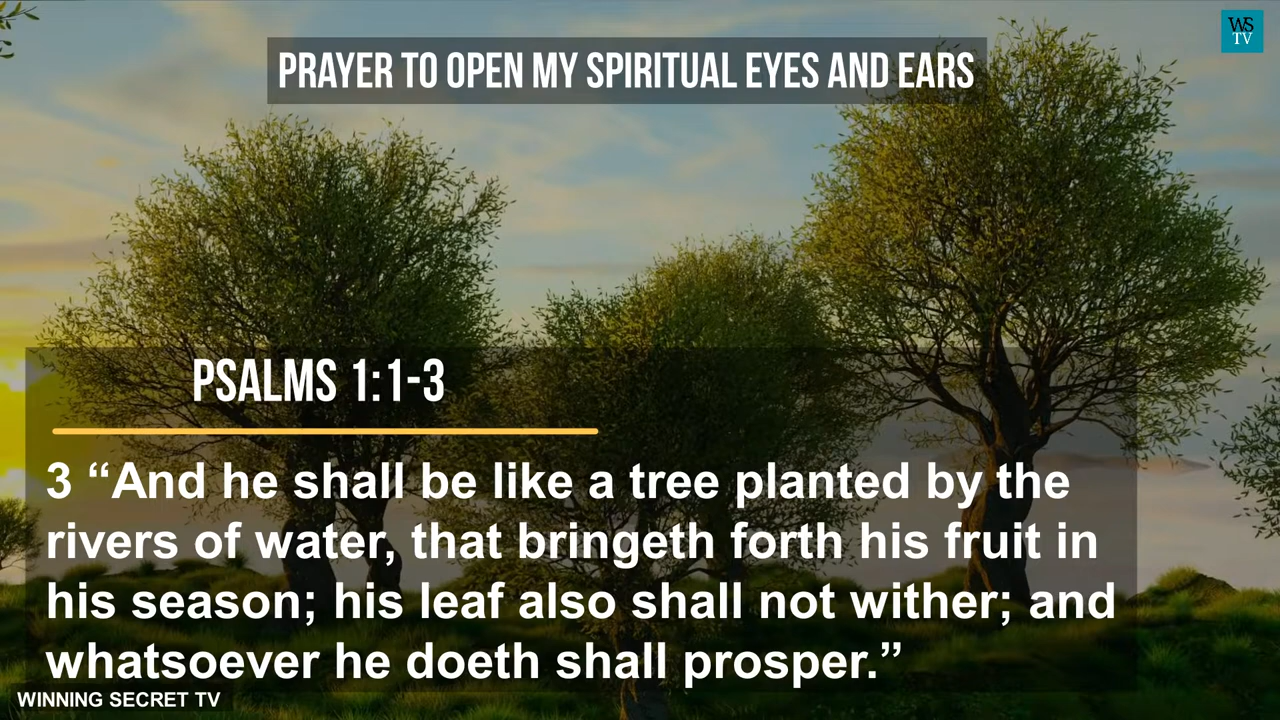 WS
TV
PRAYER TO OPEN MY SPIRITUAL EYES AND EARS
PSALMS 1:1-3
3 “And he shall be like a tree planted by the
rivers of water, that bringeth forth his fruit in
his season; his leaf also shall not wither; and
whatsoever he doeth shall prosper.”
WINNING SECRET TV